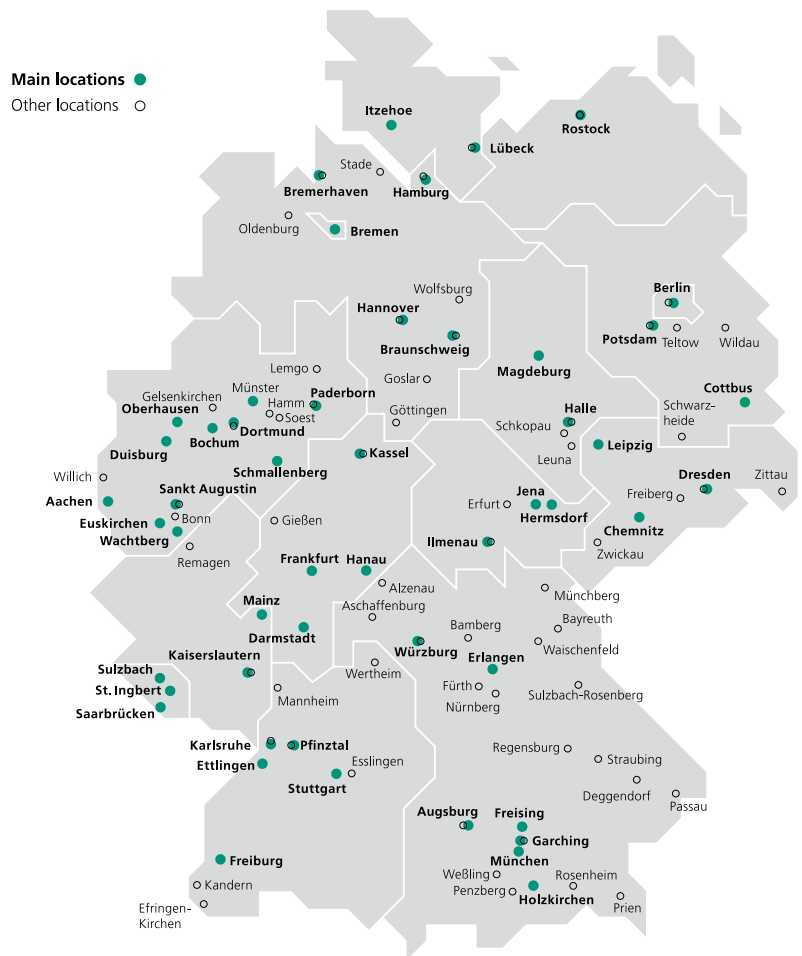 Main locations
Other locations
Itzehoe
Rostock
Lübeck
Stade
Bremerhaven
Hamburg
Oldenburg
Bremen
Wolfsburg
Berlin
Hannover
Potsdam
Teltow
Wildau
Braunschweig
Magdeburg
Lemgo
Goslar
Münster
Paderborn
Cottbus
Gelsenkirchen
Hamm
Oberhausen
Soest
Göttingen
Halle
Schwarz-
heide
Bochum
Dortmund
Schkopau
Leipzig
Duisburg
Leuna
Schmallenberg
Kassel
Willich
Dresden
Zittau
Sankt Augustin
Jena
Freiberg
Aachen
Erfurt
Bonn
Hermsdorf
Euskirchen
Gießen
Chemnitz
Wachtberg
Ilmenau
Zwickau
Remagen
Frankfurt
Hanau
Alzenau
Münchberg
Mainz
Aschaffenburg
Bayreuth
Darmstadt
Bamberg
Waischenfeld
Kaiserslautern
Würzburg
Erlangen
Sulzbach
Wertheim
St. Ingbert
Mannheim
Fürth
Nürnberg
Sulzbach-Rosenberg
Saarbrücken
Karlsruhe
Pfinztal
Regensburg
Straubing
Ettlingen
Esslingen
Stuttgart
Deggendorf
Passau
Augsburg
Freising
Garching
Freiburg
München
Weßling
Rosenheim
Kandern
Penzberg
Holzkirchen
Prien
Efringen-
Kirchen